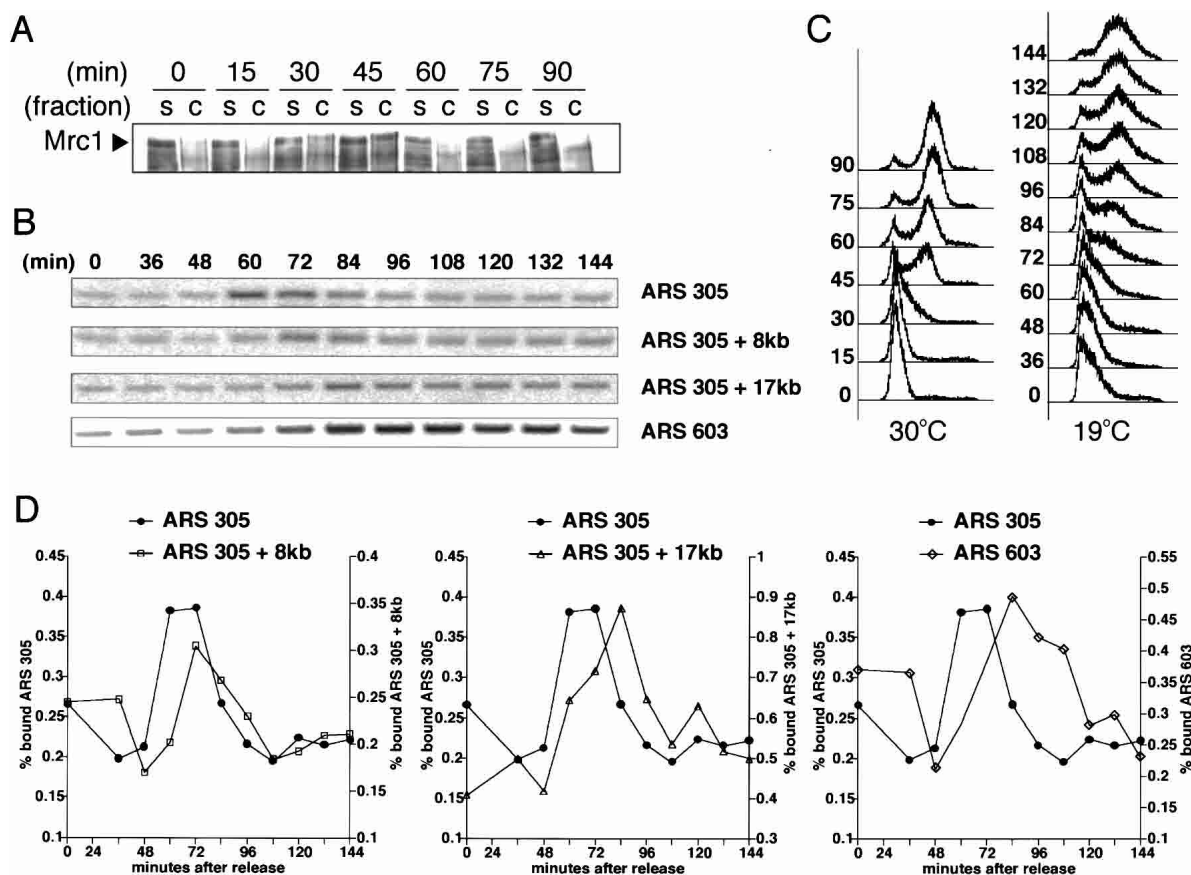 A
(min) 0 15 30 45 60 75 90
(fraction) S C S C S C S C S C S C S C
Mrc1
B
(min) 0 36 48 60 72 84 96 108 120 132 144
ARS 305
ARS 305 + 8kb
ARS 305 + 17kb
ARS 603
C
90
75
60
45
30
15
0
30°C
144
132
120
108
96
84
72
60
48
36
0
19°C
D
ARS 305
ARS 305 + 8kb
% bound ARS 305
0.45
0.4
0.35
0.3
0.25
0.2
0.15
0.1
0.4
0.35
0.3
0.25
0.2
0.15
0.1
% bound ARS 305 + 8kb
0 24 48 72 96 120 144
minutes after release
ARS 305
ARS 305 + 17kb
% bound ARS 305
0.45
0.4
0.35
0.3
0.25
0.2
0.15
0.1
1
0.9
0.8
0.7
0.6
0.5
0.4
0.3
% bound ARS 305 + 17kb
0 24 48 72 96 120 144
minutes after release
ARS 305
ARS 603
% bound ARS 305
0.45
0.4
0.35
0.3
0.25
0.2
0.15
0.1
0.55
0.5
0.45
0.4
0.35
0.3
0.25
0.2
0.15
0.1
% bound ARS 603
0 24 48 72 96 120 144
minutes after release